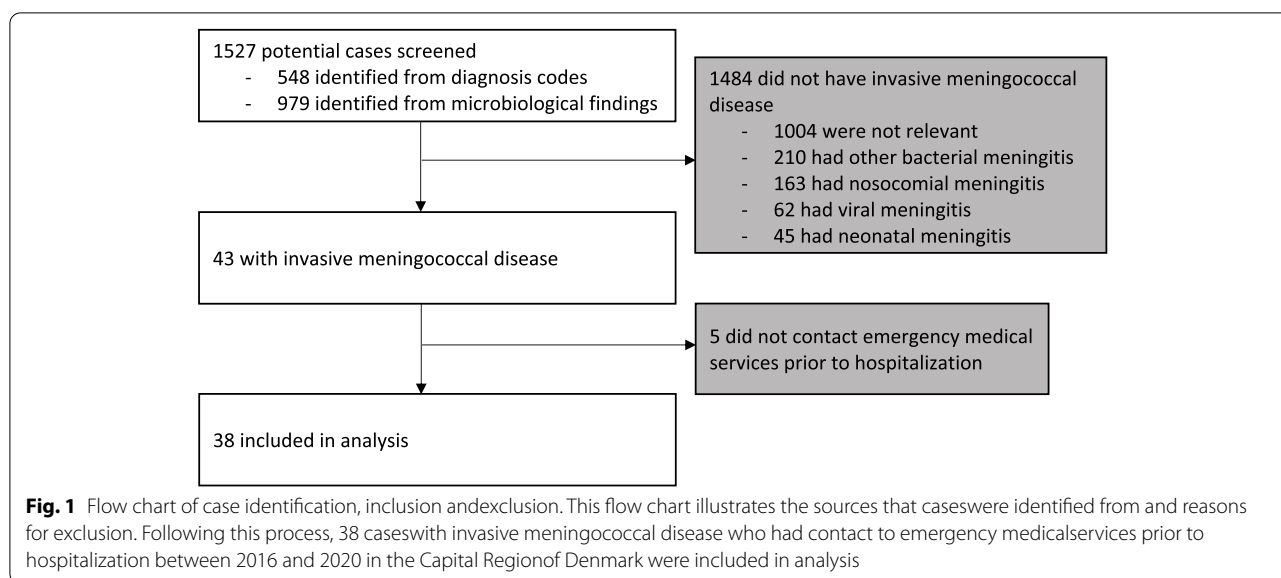 1527 potential cases screened
- 548 identified from diagnosis codes
- 979 identified from microbiological findings
1484 did not have invasive meningococcal
disease
- 1004 were not relevant
- 210 had other bacterial meningitis
- 163 had nosocomial meningitis
- 62 had viral meningitis
- 45 had neonatal meningitis
43 with invasive meningococcal disease
5 did not contact emergency medical
services prior to hospitalization
38 included in analysis
Fig. 1 Flow chart of case identification, inclusion andexclusion. This flow chart illustrates the sources that caseswere identified from and reasons
for exclusion. Following this process, 38 caseswith invasive meningococcal disease who had contact to emergency medicalservices prior to
hospitalization between 2016 and 2020 in the Capital Regionof Denmark were included in analysis